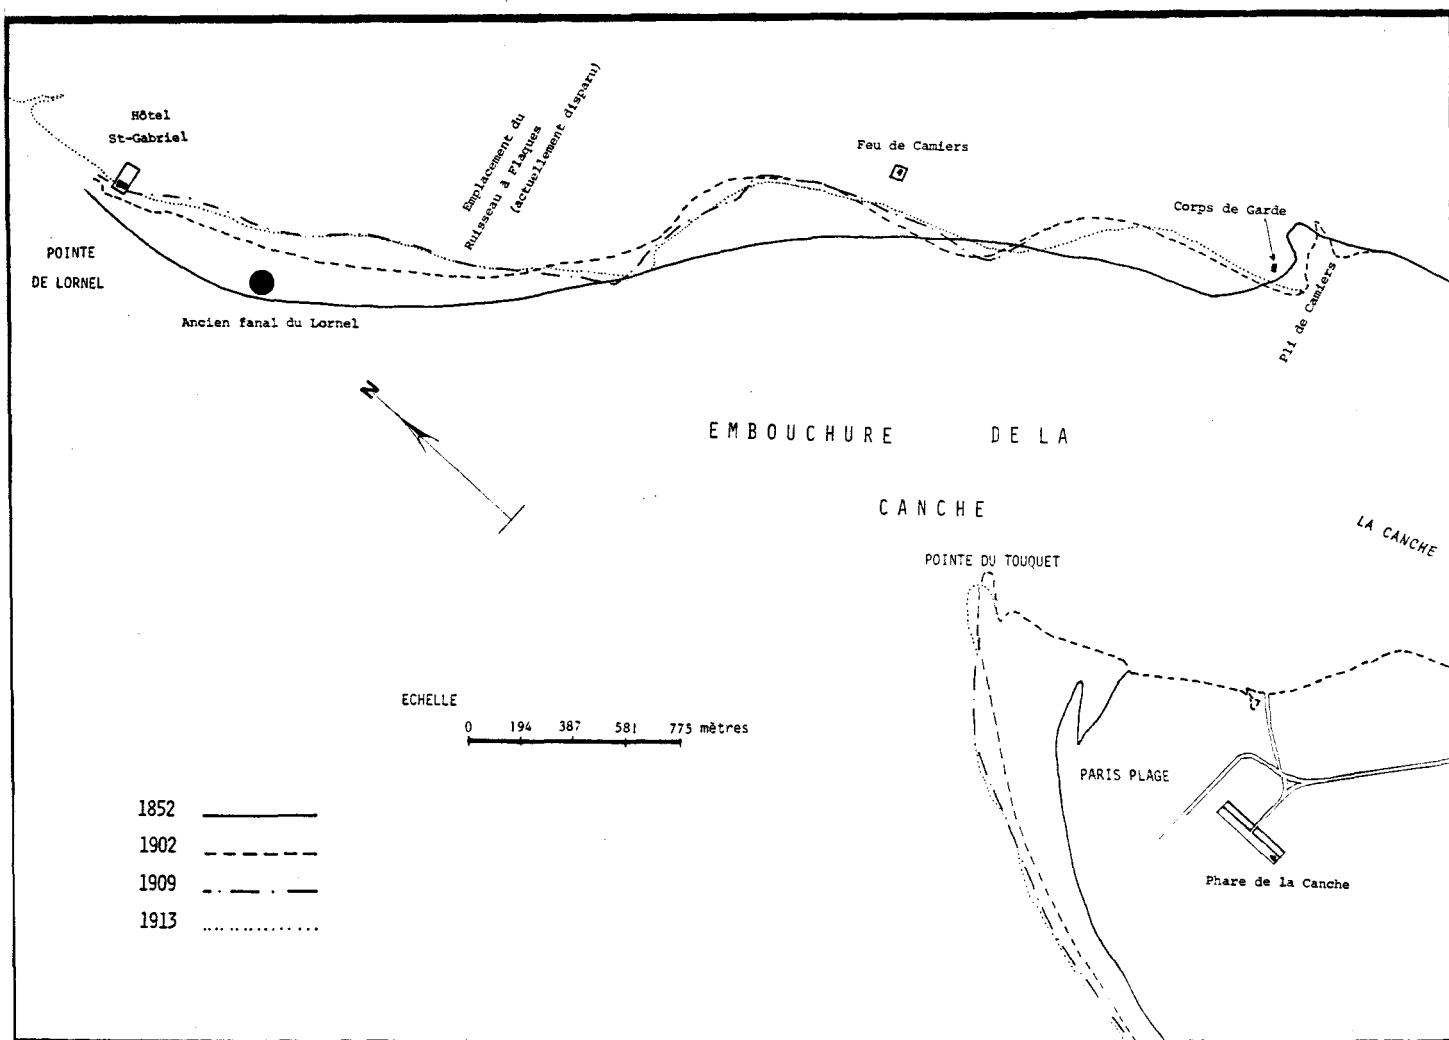 Hôtel
St-Gabriel
Emplacement du
Ruisseau à Flaques
(actuellement disparu)
Feu de Camiers
Corps de Garde
POINTE
DE LORNEL
Ancien fanal du Lornel
Pli de Camiers
N
EMBOUCHURE DE LA
CANCHE
LA CANCHE
POINTE DU TOUQUET
ECHELLE
0 194 387 581 775 mètres
PARIS PLAGE
Phare de la Canche
1852
1902
1909
1913